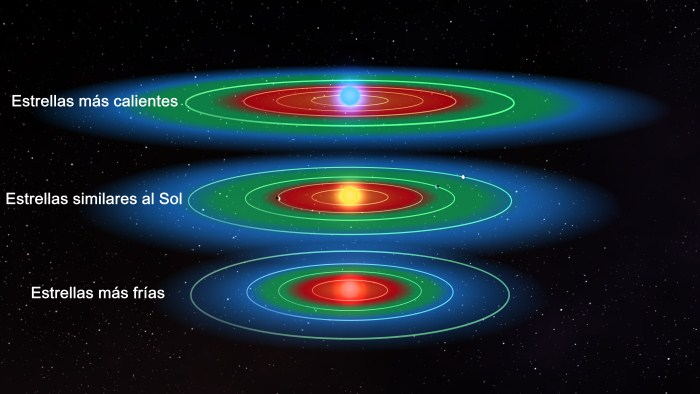 Estrellas más calientes
Estrellas similares al Sol
Estrellas más frías